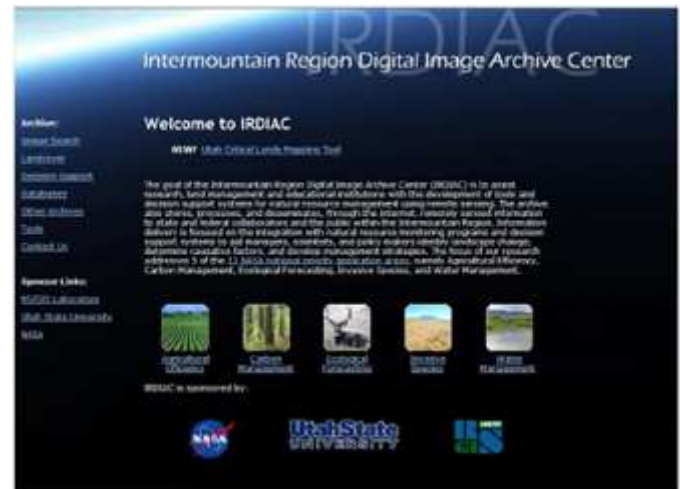 IRDIAC
Intermountain Region Digital Image Archive Center
Archive:
Image Search
Landcover
Decision Support
Databases
Other Archives
Tools
Contact Us
Sponsor Links:
RS/GIS Laboratory
Utah State University
NASA
Welcome to IRDIAC
NEW! Utah Critical Lands Mapping Tool
The goal of the Intermountain Region Digital Image Archive Center (IRDIAC) is to assist
research, land management and educational institutions with the development of tools and
decision support systems for natural resource management using remote sensing. The archive
also stores, processes, and disseminates, through the internet, remotely sensed information
to state and federal collaborators and the public within the Intermountain Region. Information
delivery is focused on the integration with natural resource monitoring programs and decision
support systems to aid managers, scientists, and policy makers identify landscape change,
determine causative factors, and develop management strategies. The focus of our research
addresses 5 of the 12 NASA national priority application areas, namely Agricultural Efficiency,
Carbon Management, Ecological Forecasting, Invasive Species, and Water Management.
Agricultural
Efficiency
Carbon
Management
Ecological
Forecasting
Invasive
Species
Water
Management
IRDIAC is sponsored by:
NASA
UtahState
UNIVERSITY